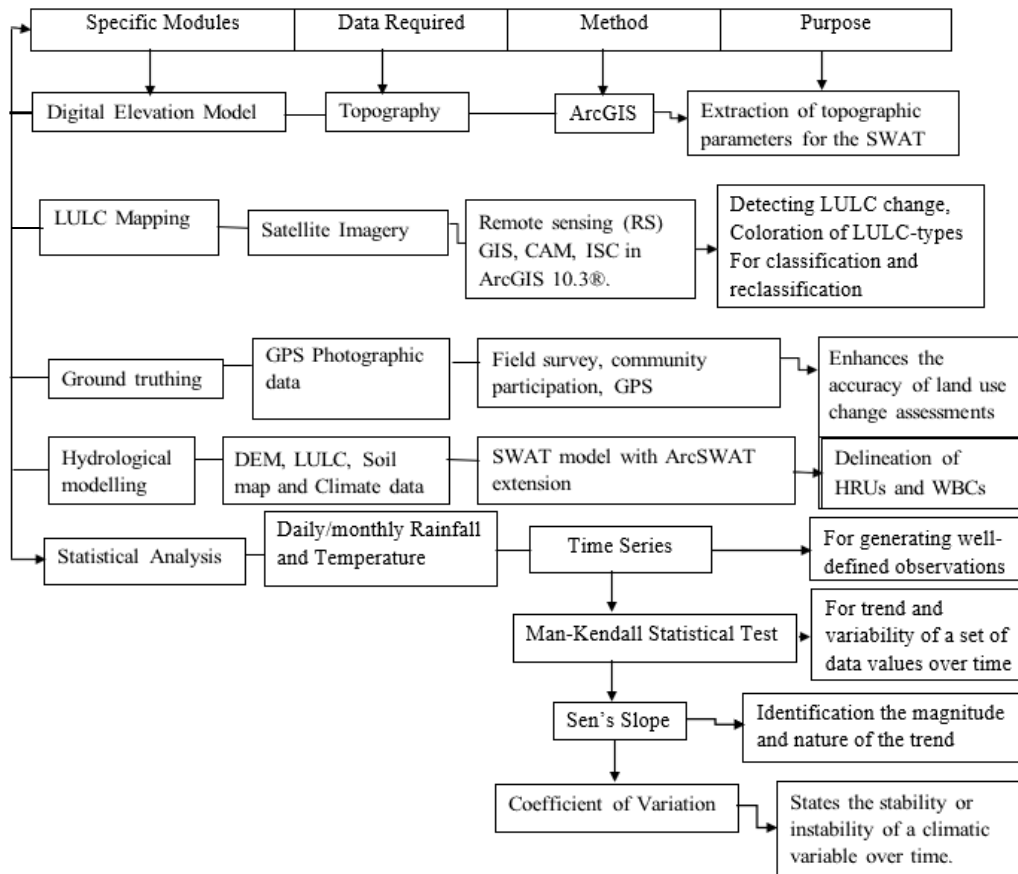 Specific Modules
Data Required
Method
Purpose
Digital Elevation Model
Topography
ArcGIS
Extraction of topographic
parameters for the SWAT
LULC Mapping
Satellite Imagery
Remote sensing (RS)
GIS, CAM, ISC in
ArcGIS 10.3®.
Detecting LULC change,
Coloration of LULC-types
For classification and
reclassification
Ground truthing
GPS Photographic
data
Field survey, community
participation, GPS
Enhances the
accuracy of land use
change assessments
Hydrological
modelling
DEM, LULC, Soil
map and Climate data
SWAT model with ArcSWAT
extension
Delineation of
HRUs and WBCs
Statistical Analysis
Daily/monthly Rainfall
and Temperature
Time Series
For generating well-
defined observations
Man-Kendall Statistical Test
For trend and
variability of a set of
data values over time
Sen’s Slope
Identification the magnitude
and nature of the trend
Coefficient of Variation
States the stability or
instability of a climatic
variable over time.